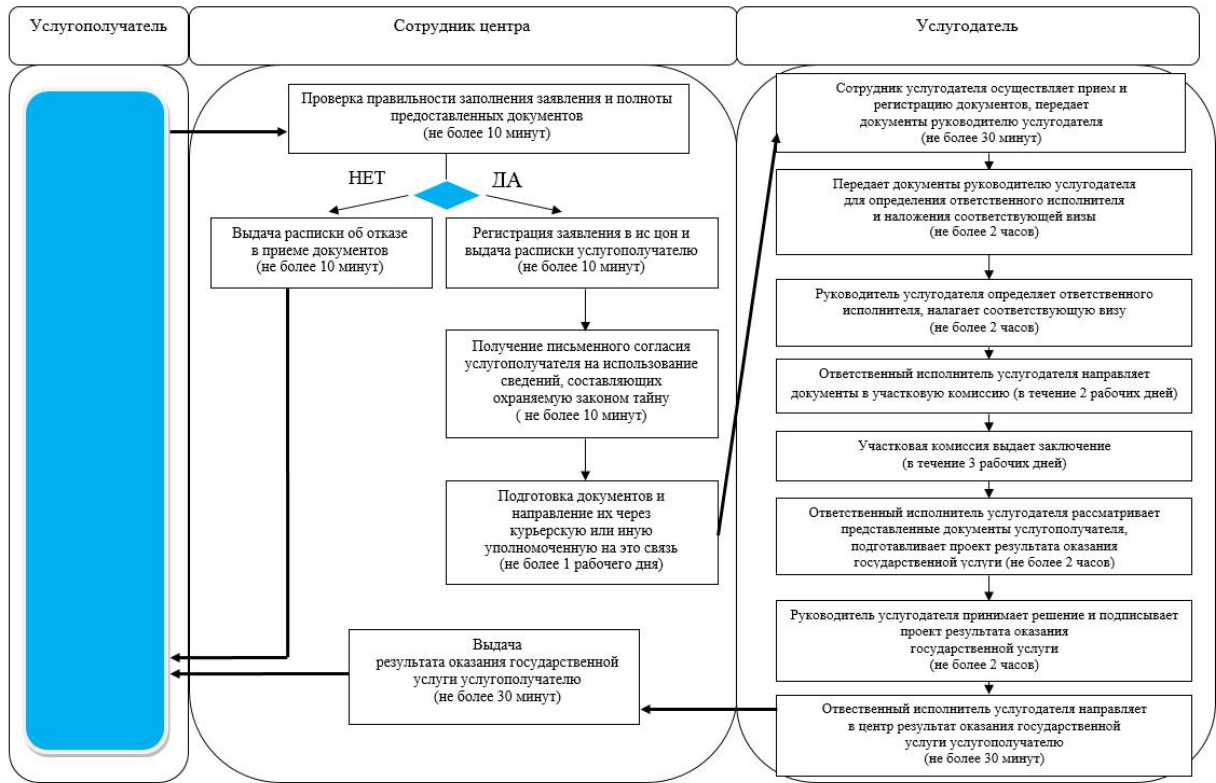 Услугополучатель
Сотрудник центра
Услугодатель
Проверка правильности заполнения заявления и полноты
предоставленных документов
(не более 10 минут)
НЕТ
ДА
Выдача расписки об отказе
в приеме документов
(не более 10 минут)
Регистрация заявления в ис цон и
выдача расписки услугополучателю
(не более 10 минут)
Получение письменного согласия
услугополучателя на использование
сведений, составляющих
охраняемую законом тайну
( не более 10 минут)
Подготовка документов и
направление их через
курьерскую или иную
уполномоченную на это связь
(не более 1 рабочего дня)
Выдача
результата оказания государственной
услуги услугополучателю
(не более 30 минут)
Сотрудник услугодателя осуществляет прием и
регистрацию документов, передает
документы руководителю услугодателя
(не более 30 минут)
Передает документы руководителю услугодателя
для определения ответственного исполнителя
и наложения соответствующей визы
(не более 2 часов)
Руководитель услугодателя определяет ответственного
исполнителя, налагает соответствующую визу
(не более 2 часов)
Ответственный исполнитель услугодателя направляет
документы в участковую комиссию (в течение 2 рабочих дней)
Участковая комиссия выдает заключение
(в течение 3 рабочих дней)
Ответственный исполнитель услугодателя рассматривает
представленные документы услугополучателя,
подготавливает проект результата оказания
государственной услуги (не более 2 часов)
Руководитель услугодателя принимает решение и подписывает
проект результата оказания
государственной услуги
(не более 2 часов)
Отвественный исполнитель услугодателя направляет
в центр результат оказания государственной
услуги услугополучателю
(не более 30 минут)